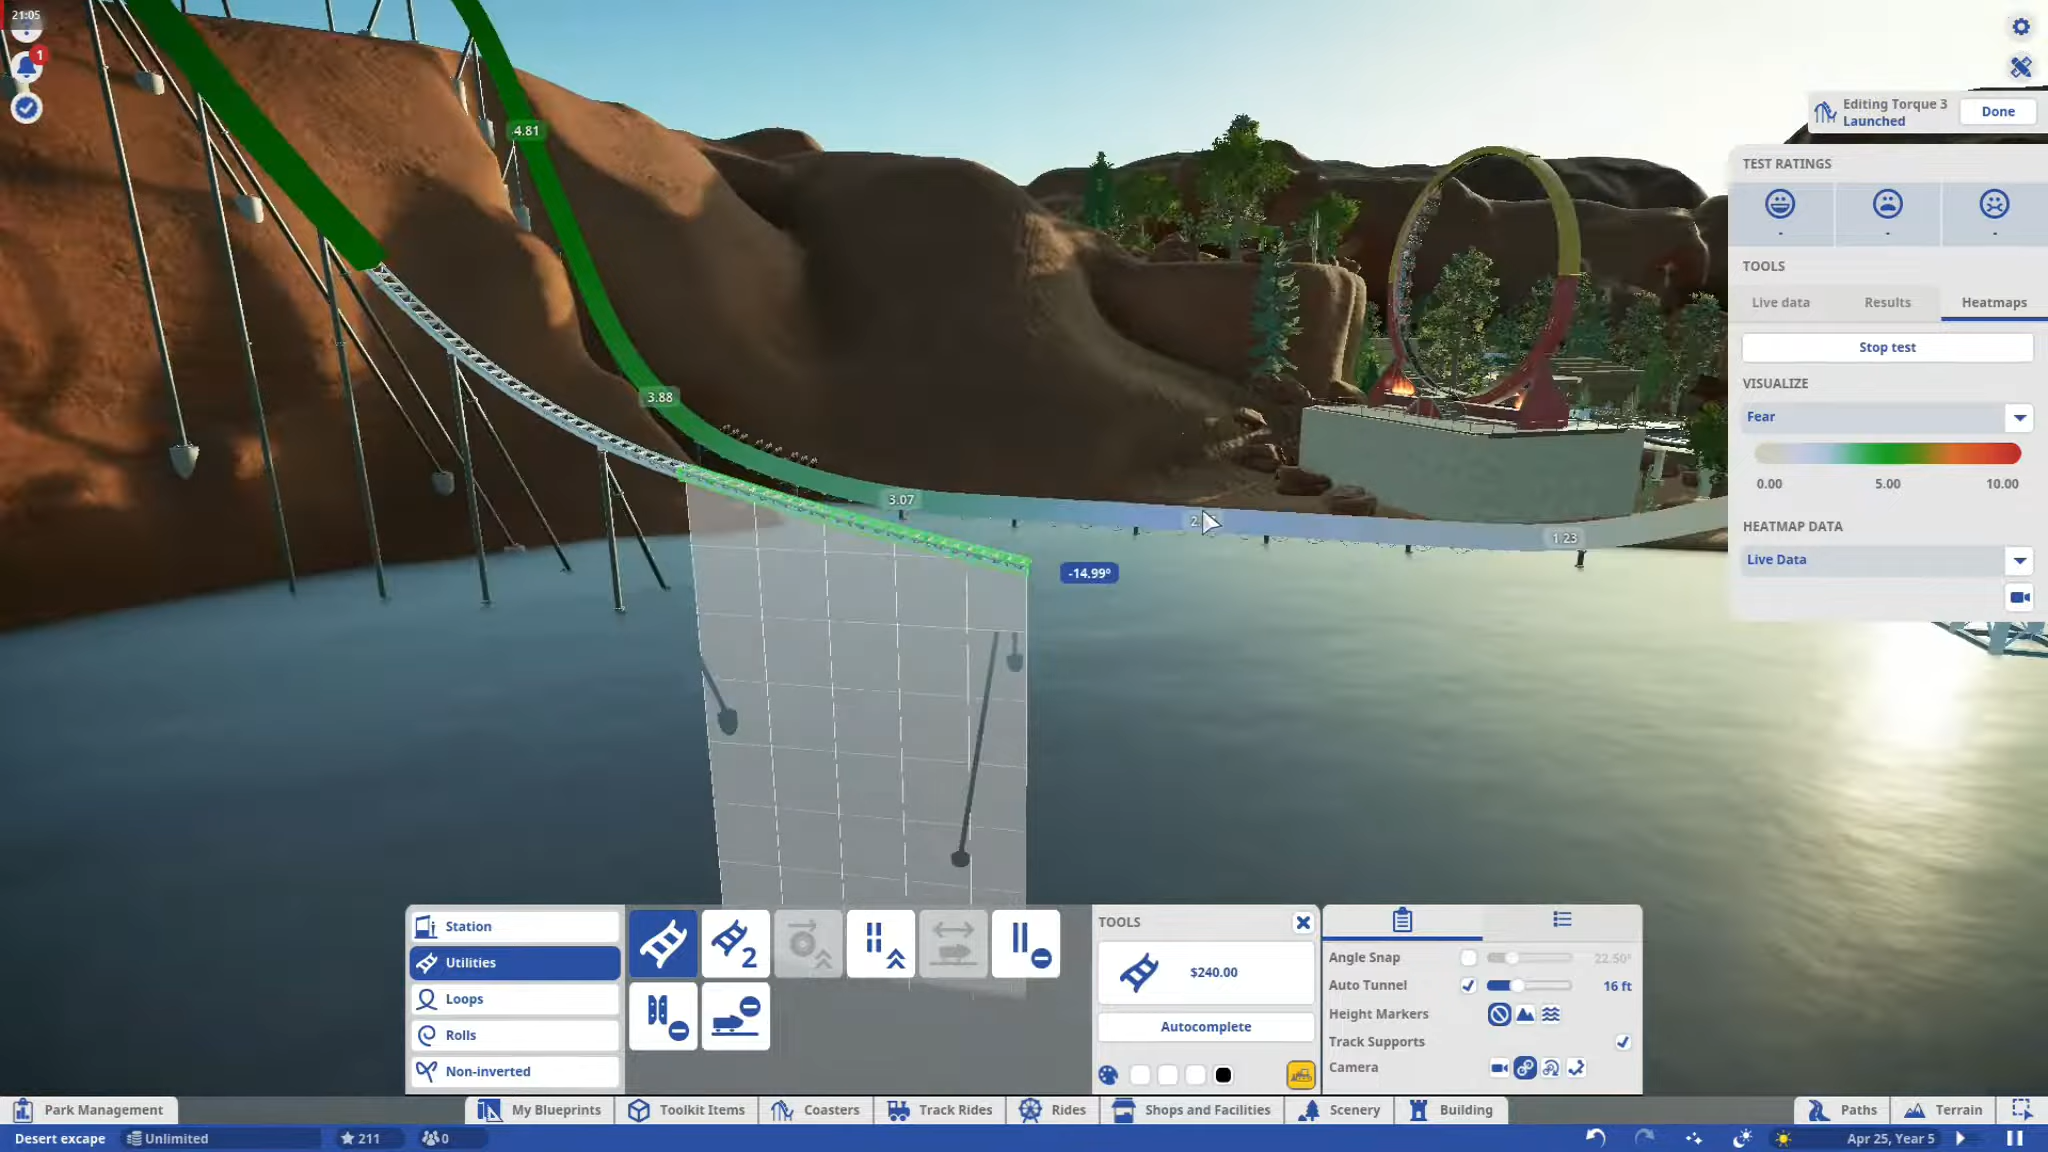 21:05
1
Editing Torque 3
Launched
Done
TEST RATINGS
-
-
-
TOOLS
Live data
Results
Heatmaps
Stop test
VISUALIZE
Fear
0.00
5.00
10.00
HEATMAP DATA
Live Data
4.81
3.88
3.07
1.23
-14.99º
Station
Utilities
Loops
Rolls
Non-inverted
2
TOOLS
$240.00
Autocomplete
Angle Snap
22.50°
Auto Tunnel
16 ft
Height Markers
Track Supports
Camera
Park Management
My Blueprints
Toolkit Items
Coasters
Track Rides
Rides
Shops and Facilities
Scenery
Building
Paths
Terrain
Desert excape
Unlimited
211
0
Apr 25, Year 5